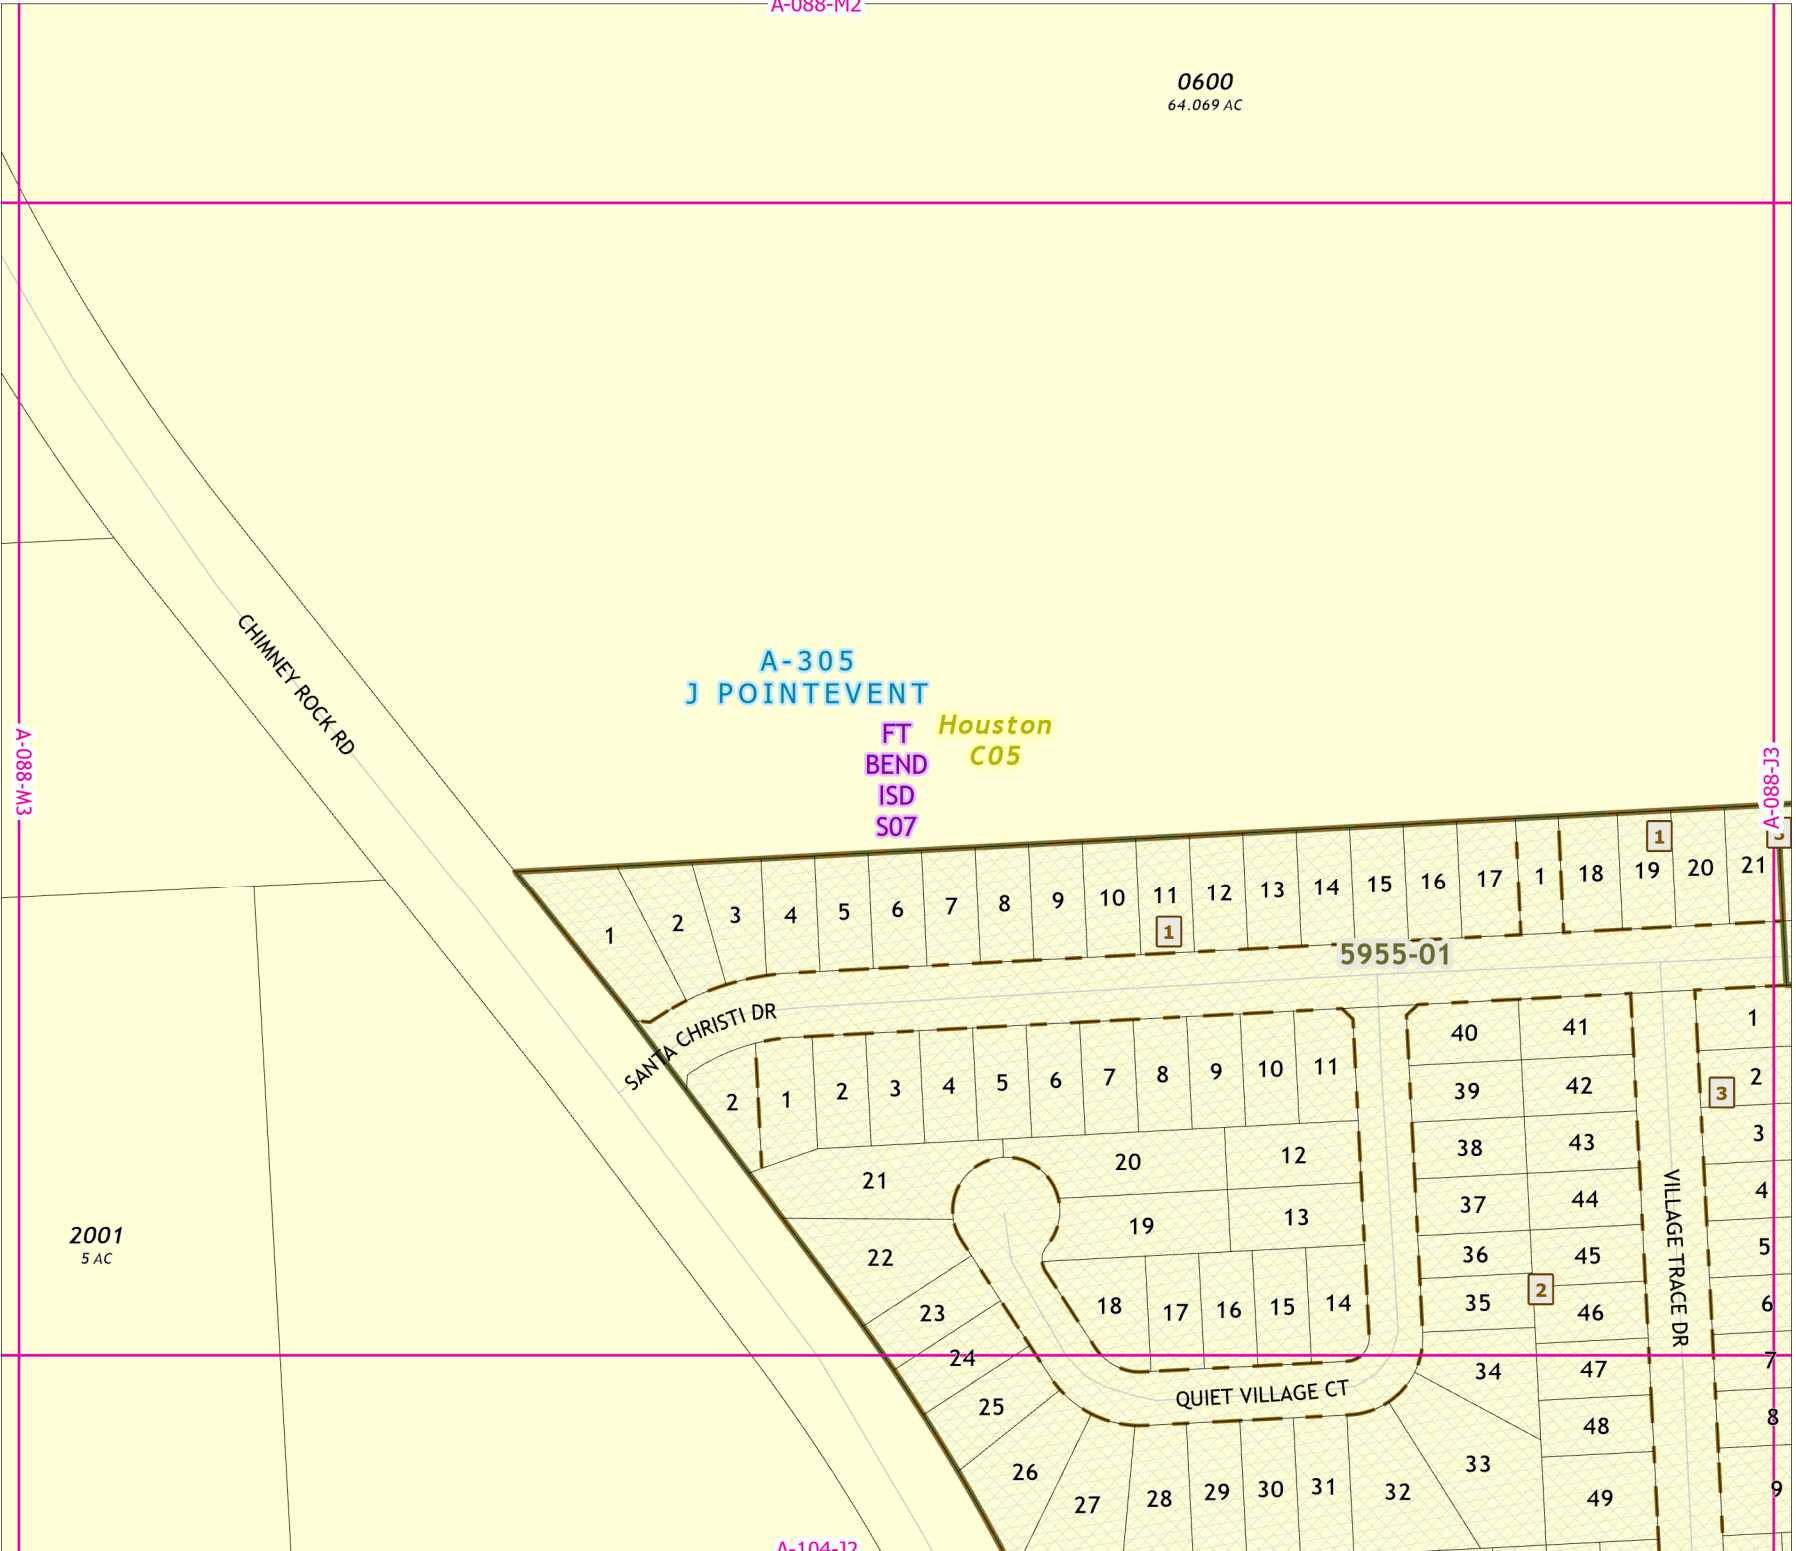 A-088-M2
0600
64.069 AC
CHIMNEY ROCK RD
A-305
J POINTEVENT
FT
BEND
ISD
S07
Houston
C05
A-088-M3
A-088-J3
1 2 3 4 5 6 7 8 9 10 11 12 13 14 15 16 17 1 18 19 20 21
1
1
5955-01
SANTA CHRISTI DR
2 1 2 3 4 5 6 7 8 9 10 11
40 41 1
39 42 2
3
38 43 3
37 44 4
36 45 5
2
35 46 6
34 47 7
48 8
33 49 9
21 20 12
19 13
22
23 18 17 16 15 14
24
25
26
27 28 29 30 31 32
QUIET VILLAGE CT
VILLAGE TRACE DR
2001
5 AC
A-104-J2